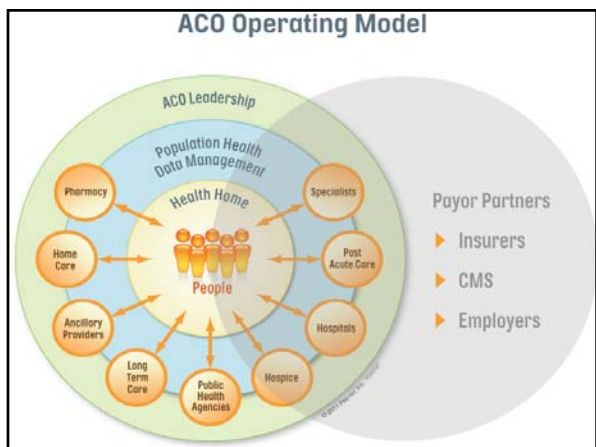 ACO Operating Model
ACO Leadership
Population Health
Data Management
Health Home
Pharmacy
Specialists
Home
Care
Post
Acute Care
People
Ancillary
Providers
Hospitals
Long
Term
Care
Public
Health
Agencies
Hospice
Payor Partners
Insurers
CMS
Employers